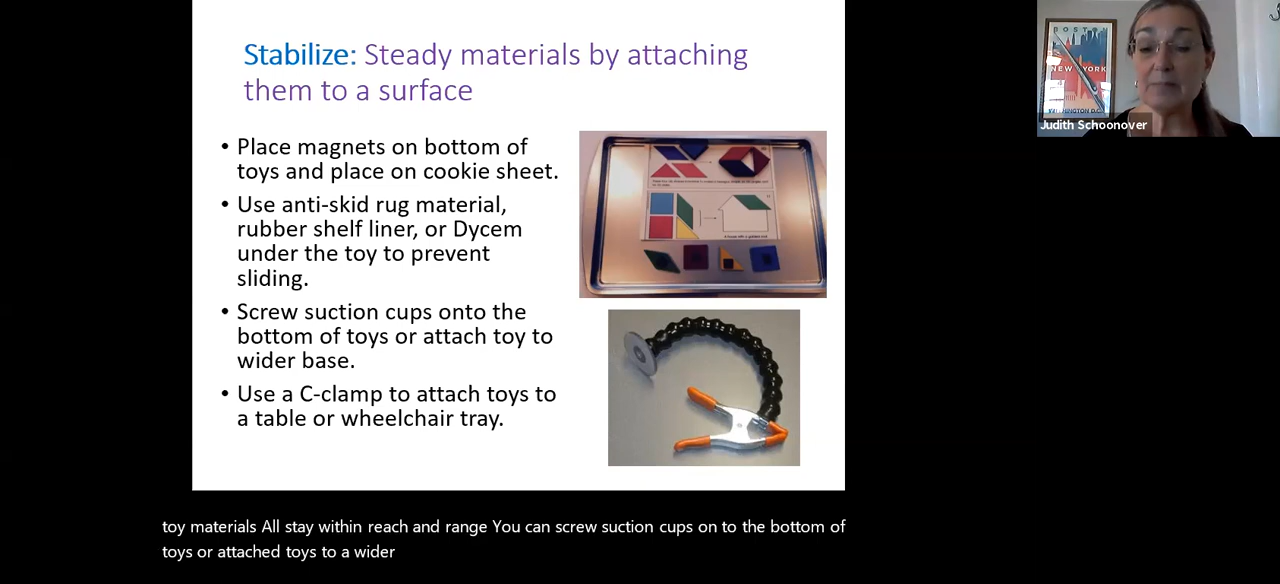 Stabilize: Steady materials by attaching
them to a surface
• Place magnets on bottom of
toys and place on cookie sheet.
• Use anti-skid rug material,
rubber shelf liner, or Dycem
under the toy to prevent
sliding.
• Screw suction cups onto the
bottom of toys or attach toy to
wider base.
• Use a C-clamp to attach toys to
a table or wheelchair tray.
BOSTON
NEW YORK
WASHINGTON D.C.
Judith Schoonover
toy materials All stay within reach and range You can screw suction cups on to the bottom of
toys or attached toys to a wider